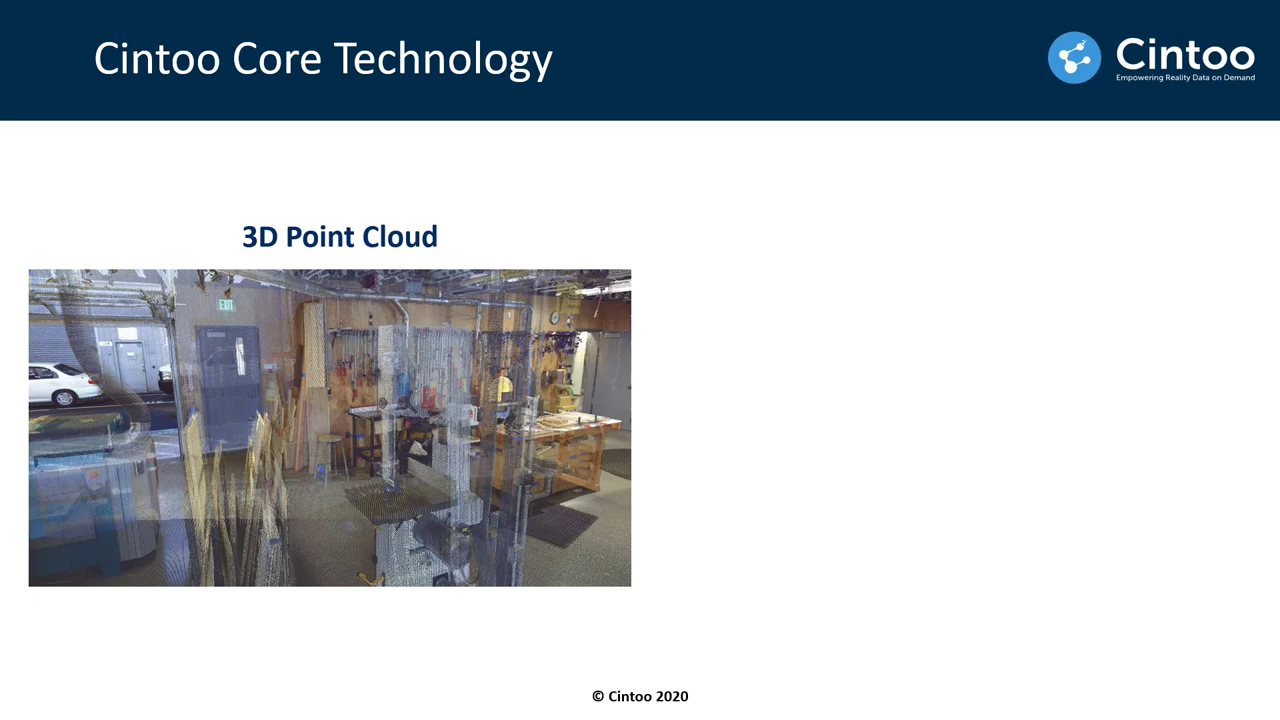 Cintoo Core Technology
Cintoo
Empowering Reality Data on Demand
3D Point Cloud
EXIT
© Cintoo 2020